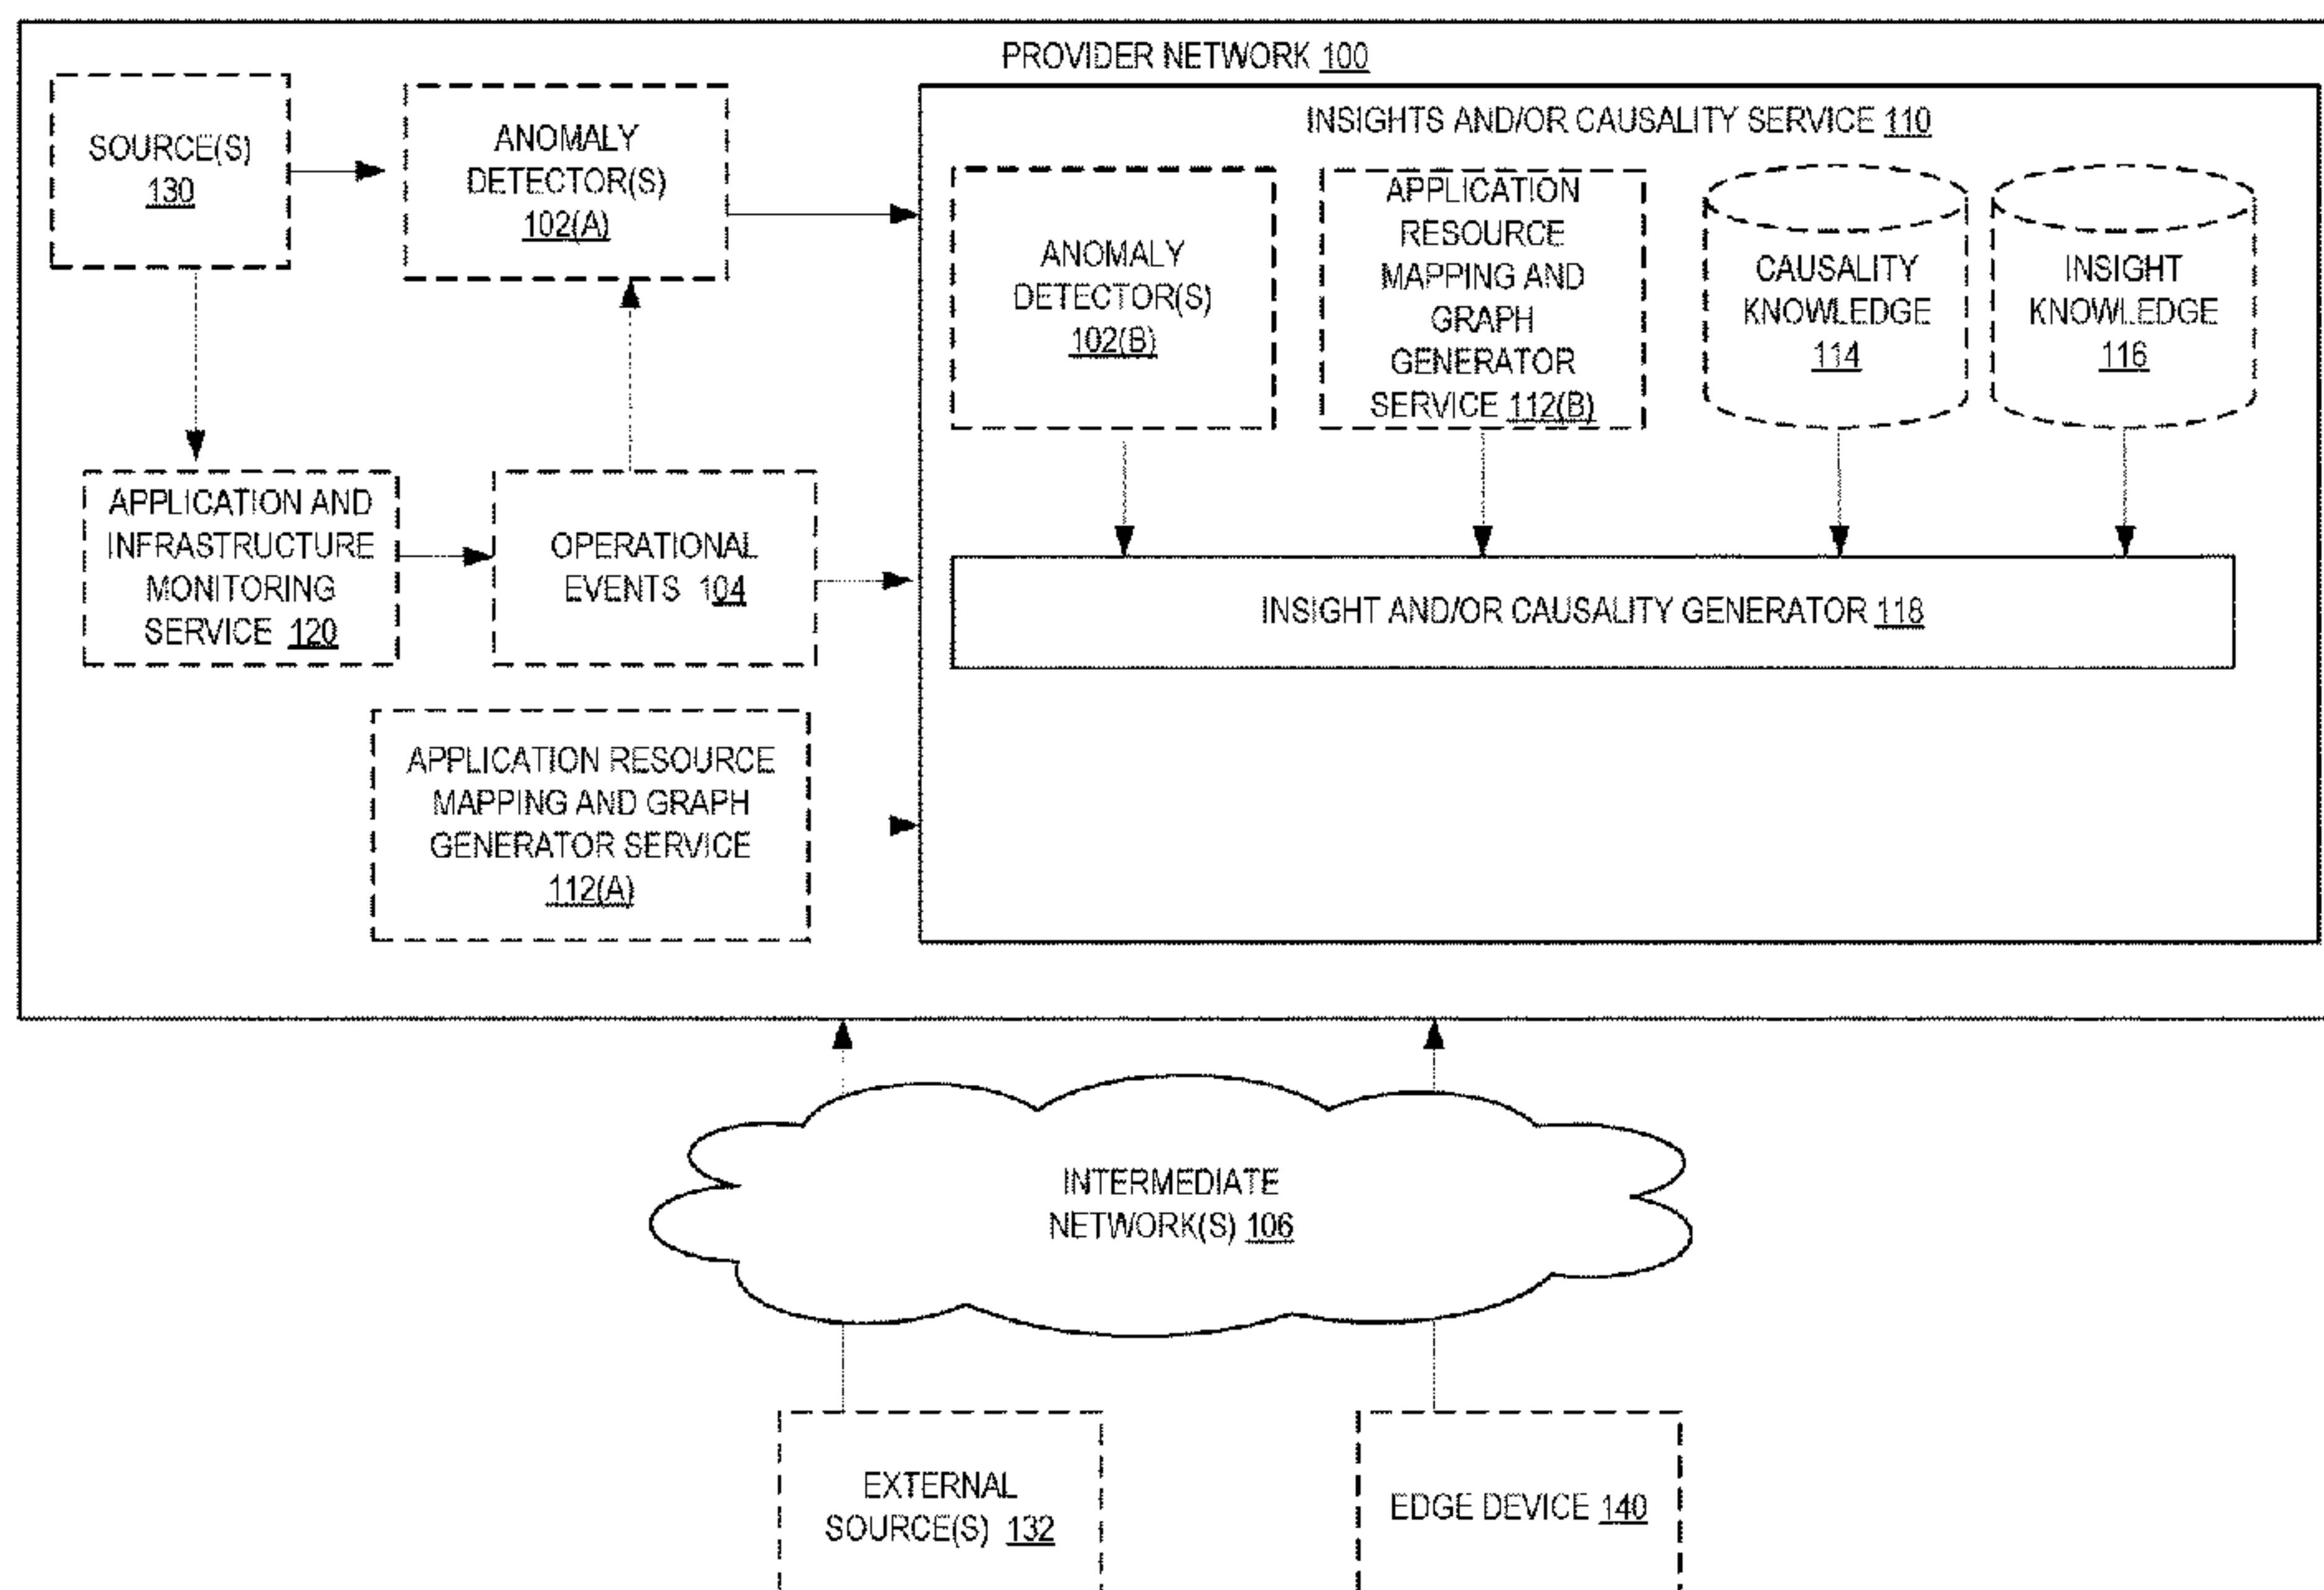 PROVIDER NETWORK 100
SOURCE(S)
130
ANOMALY
DETECTOR(S)
102(A)
INSIGHTS AND/OR CAUSALITY SERVICE 110
ANOMALY
DETECTOR(S)
102(B)
APPLICATION
RESOURCE
MAPPING AND
GRAPH
GENERATOR
SERVICE 112(B)
CAUSALITY
KNOWLEDGE
114
INSIGHT
KNOWLEDGE
116
APPLICATION AND
INFRASTRUCTURE
MONITORING
SERVICE 120
OPERATIONAL
EVENTS 104
INSIGHT AND/OR CAUSALITY GENERATOR 118
APPLICATION RESOURCE
MAPPING AND GRAPH
GENERATOR SERVICE
112(A)
INTERMEDIATE
NETWORK(S) 106
EXTERNAL
SOURCE(S) 132
EDGE DEVICE 140